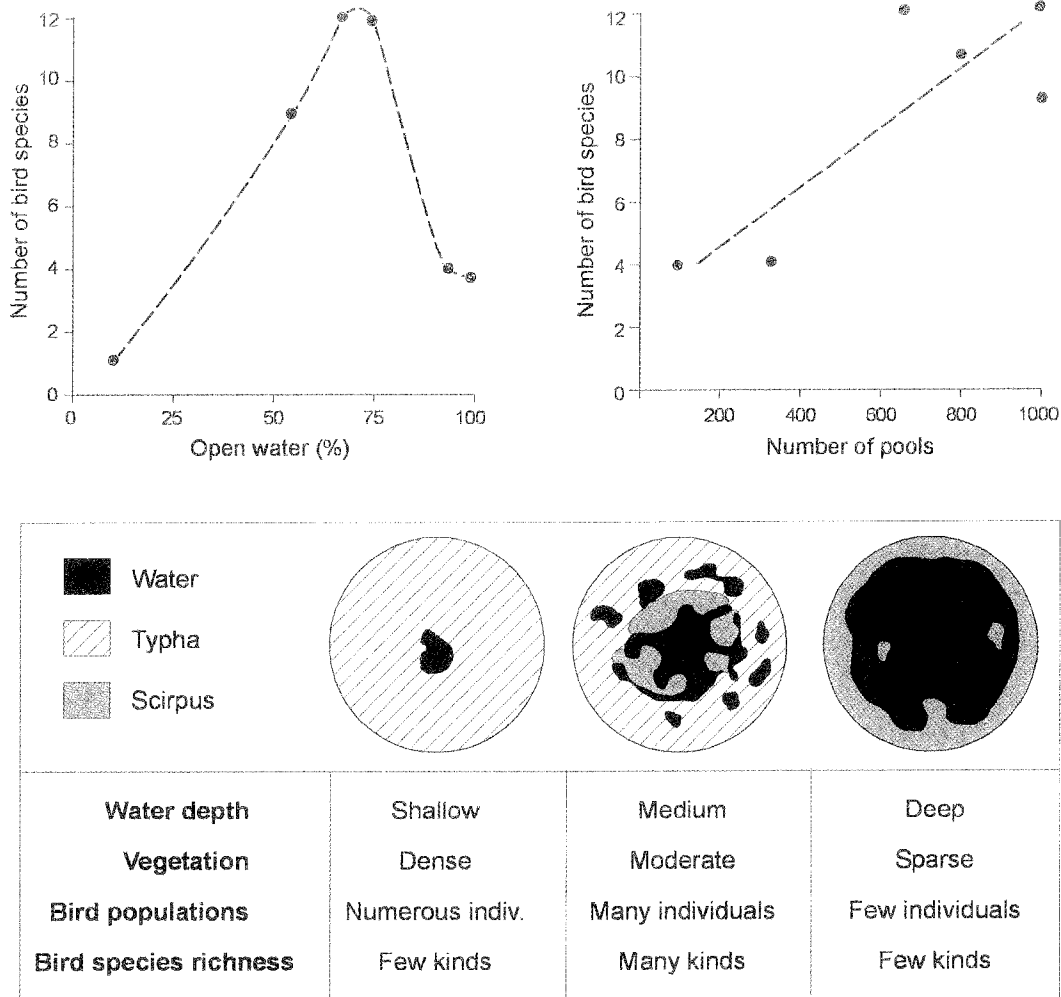 Number of bird species
12
10
8
6
4
2
0
0 25 50 75 100
Open water (%)
Number of bird species
12
10
8
6
4
2
0
200 400 600 800 1000
Number of pools
Water
Typha
Scirpus
Water depth Shallow Medium Deep
Vegetation Dense Moderate Sparse
Bird populations Numerous indiv. Many individuals Few individuals
Bird species richness Few kinds Many kinds Few kinds